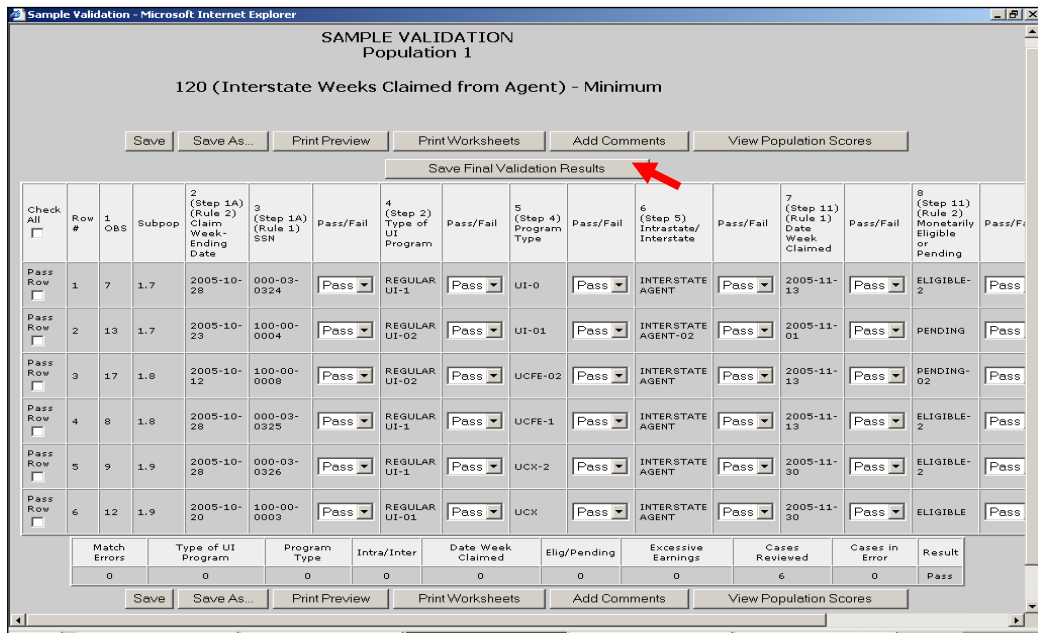 Sample Validation - Microsoft Internet Explorer
SAMPLE VALIDATION
Population 1
120 (Interstate Weeks Claimed from Agent) - Minimum
Save Save As... Print Preview Print Worksheets Add Comments View Population Scores
Save Final Validation Results
Check All Row # 1 OBS Subpop 2 (Step 1A) (Rule 2) Claim Week-Ending Date 3 (Step 1A) (Rule 1) SSN Pass/Fail 4 (Step 2) Type of UI Program Pass/Fail 5 (Step 4) Program Type Pass/Fail 6 (Step 5) Intrastate/Interstate Pass/Fail 7 (Step 11) (Rule 1) Date Week Claimed Pass/Fail 8 (Step 11) (Rule 2) Monetarily Eligible or Pending Pass/Fa
Pass Row 1 7 1.7 2005-10-28 000-03-0324 Pass REGULAR UI-1 Pass UI-0 Pass INTERSTATE AGENT Pass 2005-11-13 Pass ELIGIBLE-2 Pass
Pass Row 2 13 1.7 2005-10-23 100-00-0004 Pass REGULAR UI-02 Pass UI-01 Pass INTERSTATE AGENT-02 Pass 2005-11-01 Pass PENDING Pass
Pass Row 3 17 1.8 2005-10-12 100-00-0008 Pass REGULAR UI-02 Pass UCFE-02 Pass INTERSTATE AGENT Pass 2005-11-13 Pass PENDING-02 Pass
Pass Row 4 8 1.8 2005-10-28 000-03-0325 Pass REGULAR UI-1 Pass UCFE-1 Pass INTERSTATE AGENT Pass 2005-11-13 Pass ELIGIBLE-2 Pass
Pass Row 5 9 1.9 2005-10-28 000-03-0326 Pass REGULAR UI-1 Pass UCX-2 Pass INTERSTATE AGENT Pass 2005-11-30 Pass ELIGIBLE-2 Pass
Pass Row 6 12 1.9 2005-10-20 100-00-0003 Pass REGULAR UI-01 Pass UCX Pass INTERSTATE AGENT Pass 2005-11-30 Pass ELIGIBLE Pass
Match Errors Type of UI Program Program Type Intra/Inter Date Week Claimed Elig/Pending Excessive Earnings Cases Reviewed Cases in Error Result
0 0 0 0 0 0 0 6 0 Pass
Save Save As... Print Preview Print Worksheets Add Comments View Population Scores